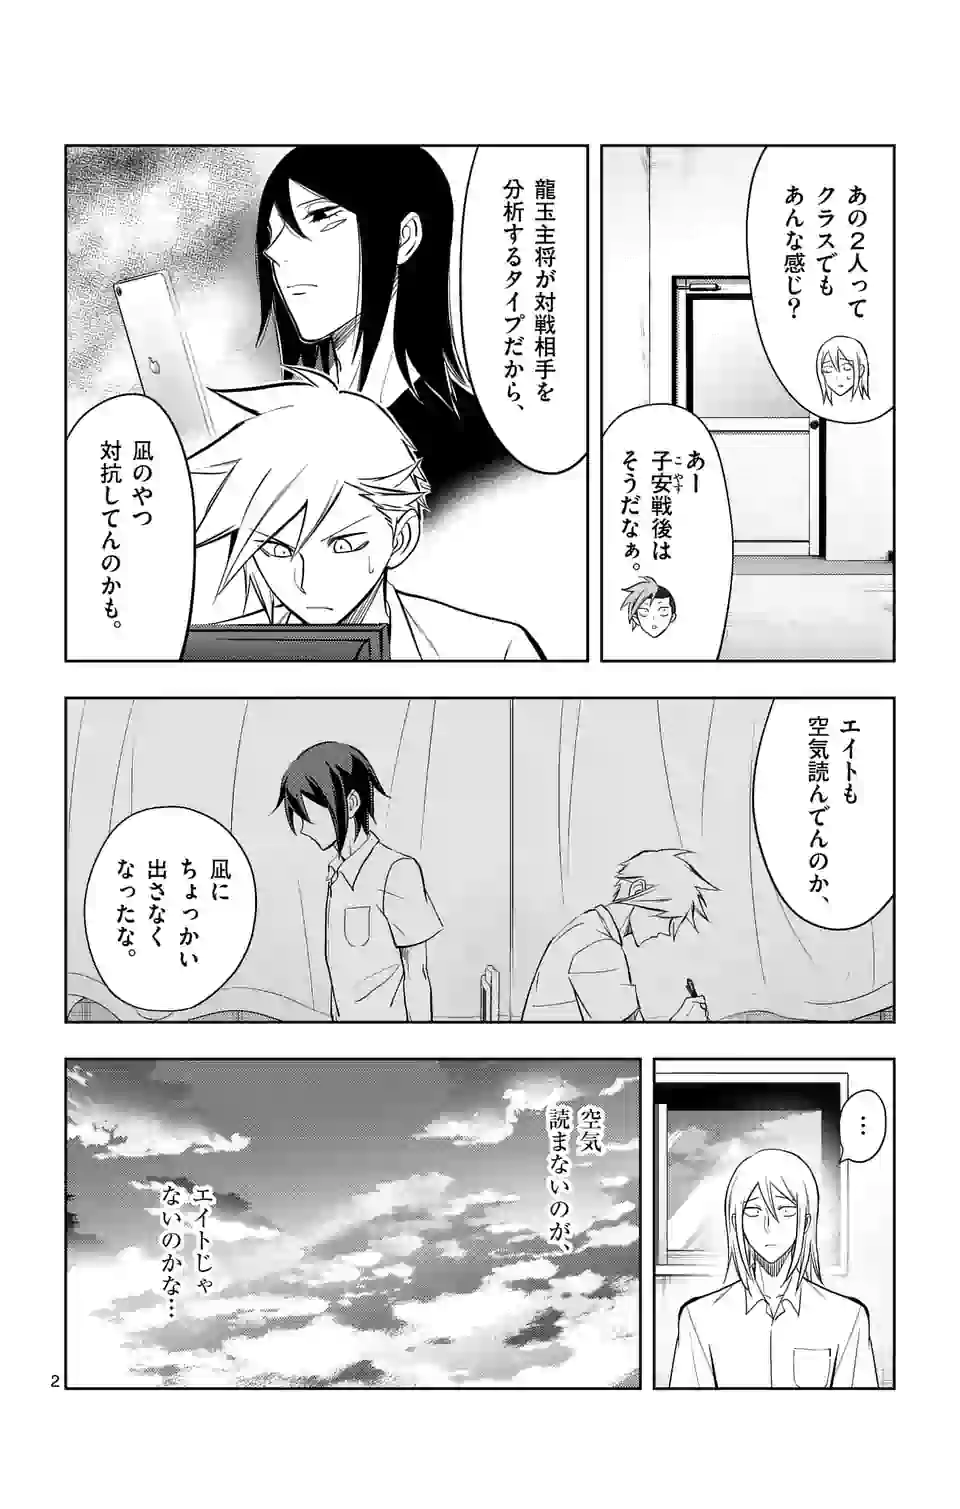 あの2人って
クラスでも
あんな感じ?
あー
子安戦後は
こやす
そうだなぁ。
龍玉主将が対戦相手を
分析するタイプだから、
凪のやつ
対抗してんのかも。
エイトも
空気読んでんのか、
凪に
ちょっかい
出さなく
なったな。
…
空気
読まないのが、
エイトじゃ
ないのかな…
2